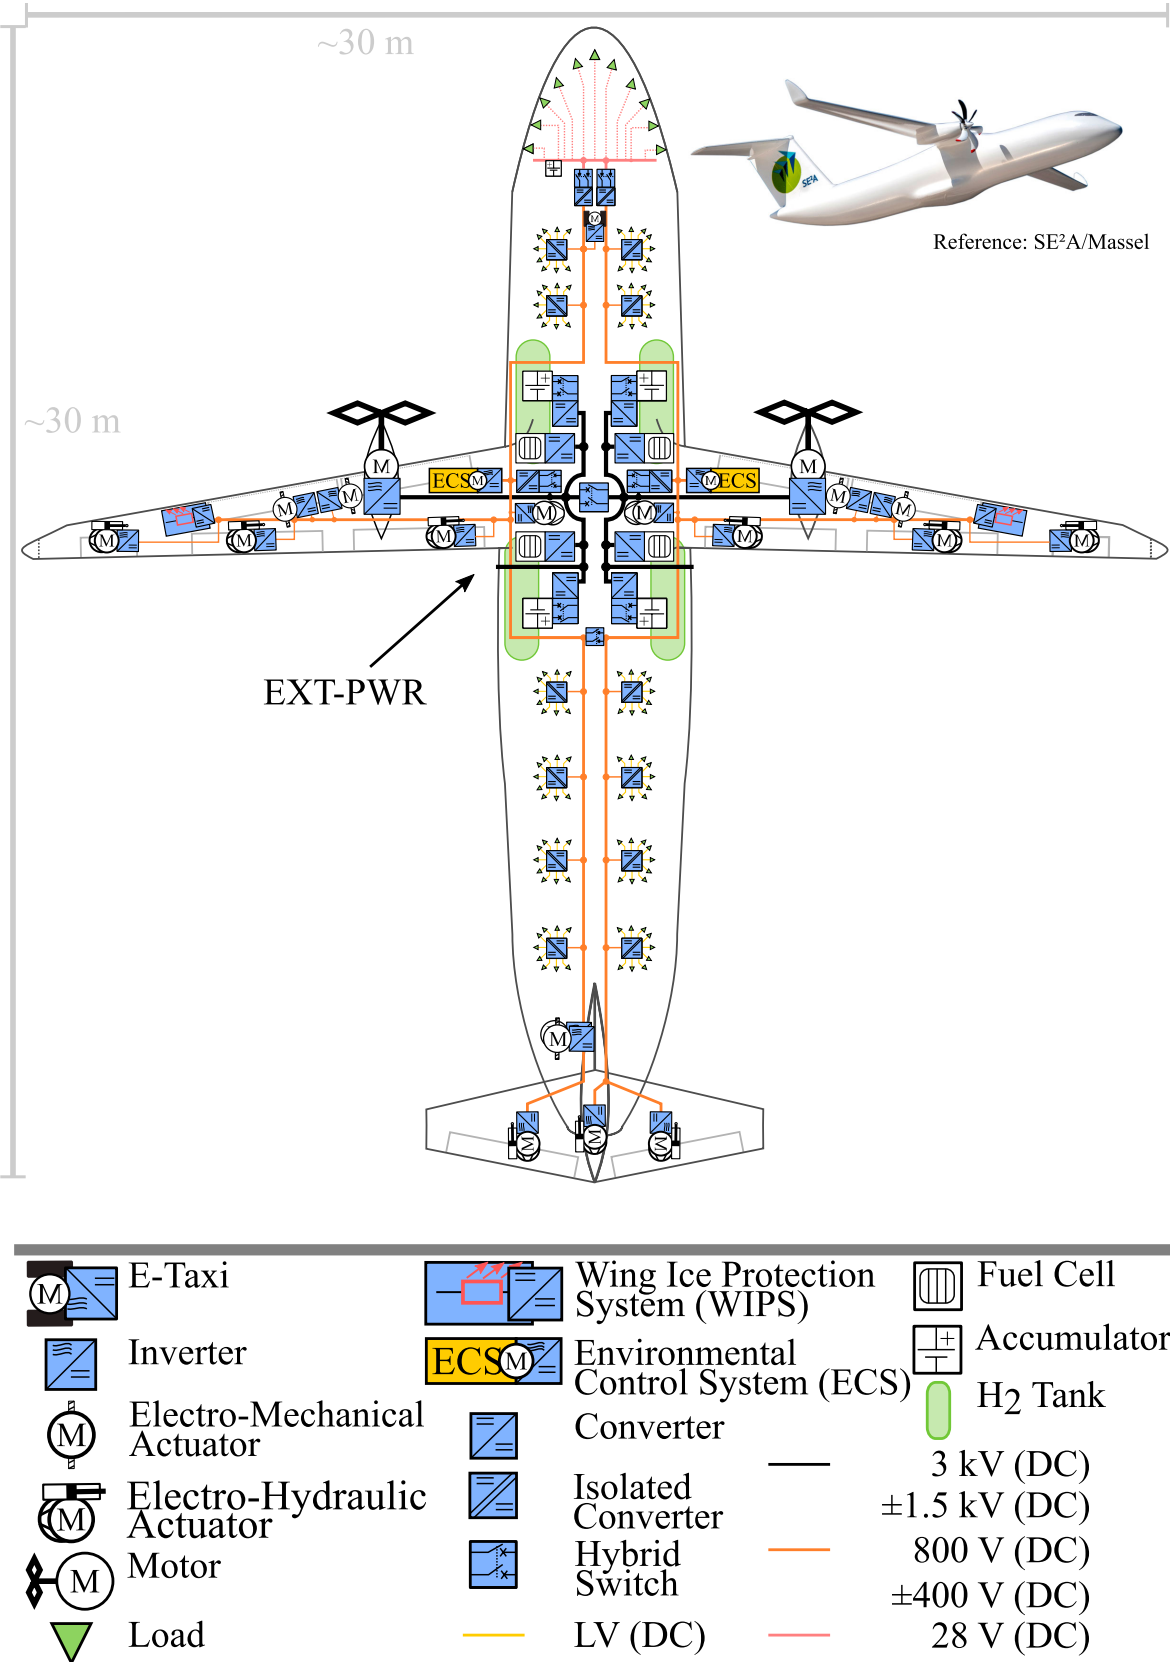 ~30 m
SE²A
Reference: SE²A/Massel
~30 m
M
M
M
ECS
M
M
ECS
M
M
M
M
M
M
M
M
M
M
M
M
M
EXT-PWR
M
M
M
M
M
E-Taxi
Wing Ice Protection
System (WIPS)
Fuel Cell
Inverter
ECS
M
Environmental
Control System (ECS)
Accumulator
H2 Tank
M
Electro-Mechanical
Actuator
Converter
M
Electro-Hydraulic
Actuator
Isolated
Converter
3 kV (DC)
±1.5 kV (DC)
M
Motor
Hybrid
Switch
800 V (DC)
±400 V (DC)
Load
LV (DC)
28 V (DC)